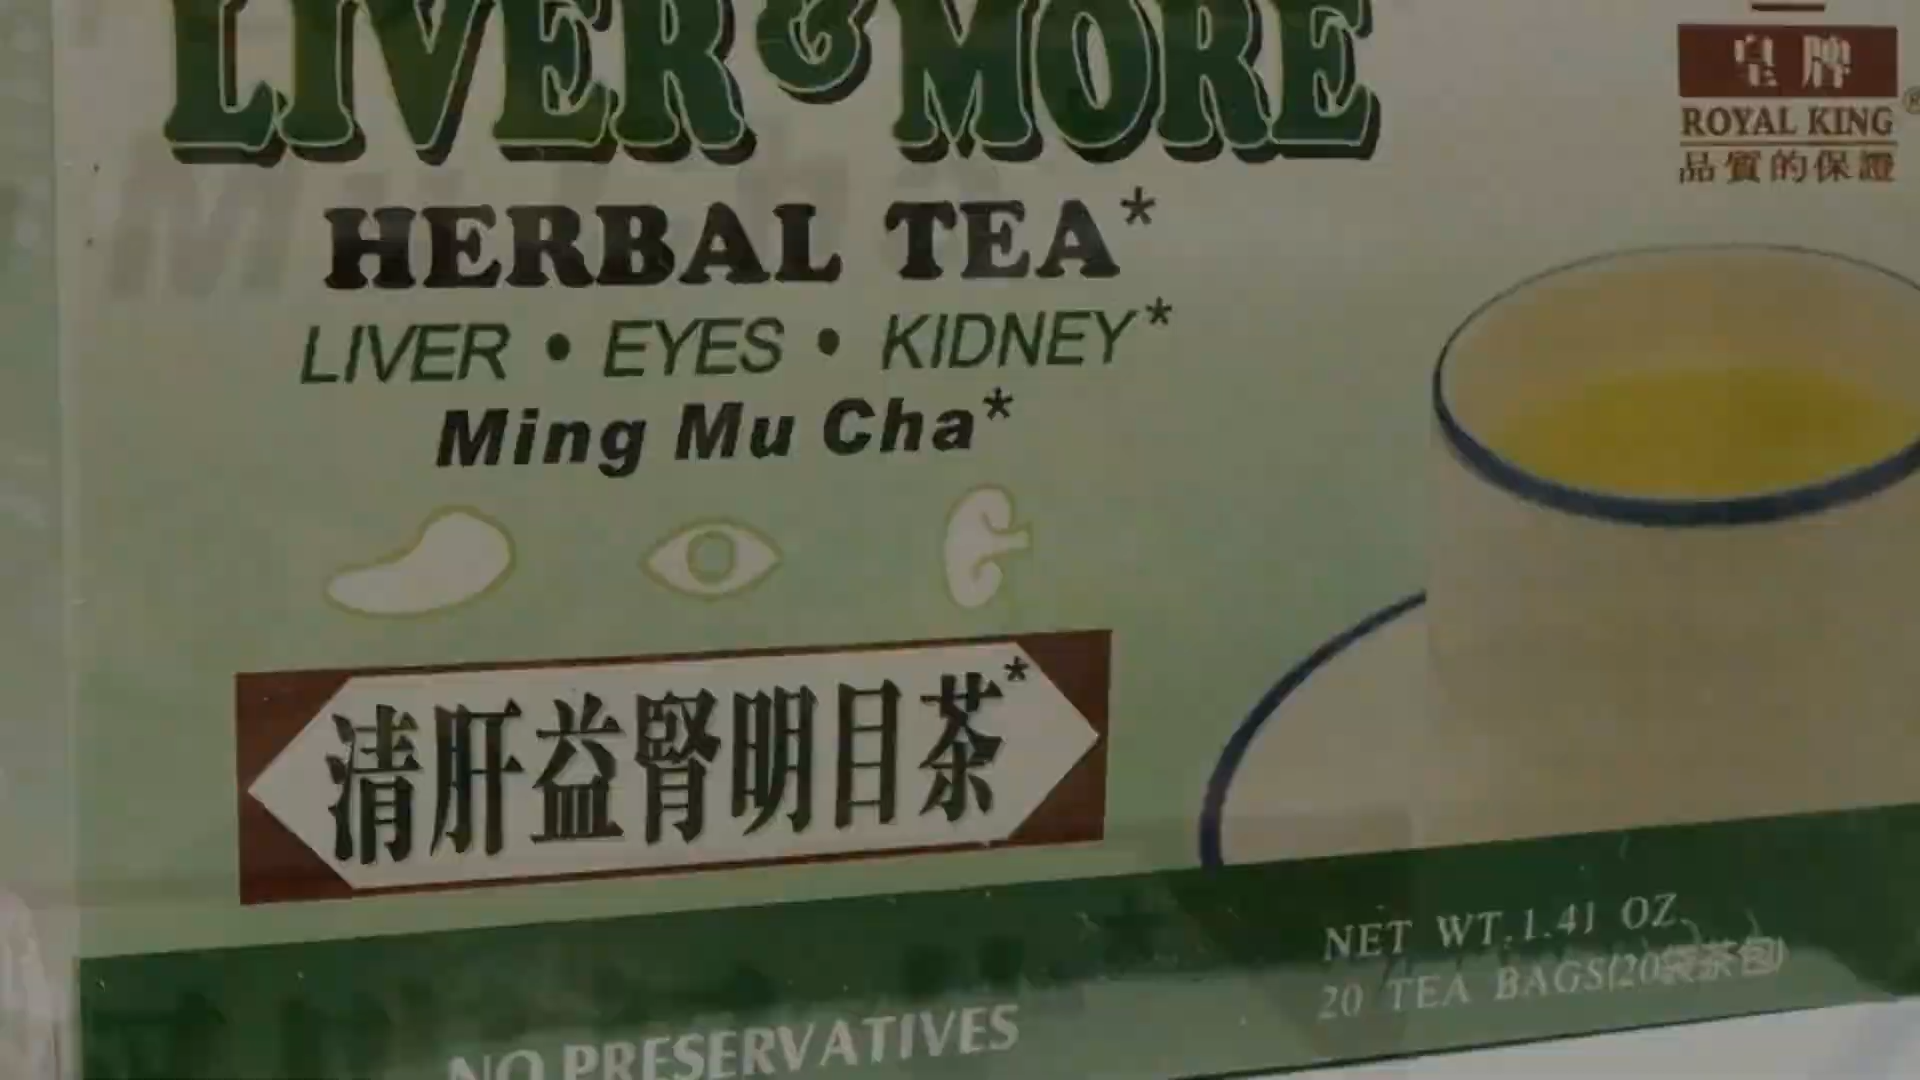 LIVER & MORE
皇牌
ROYAL KING®
品質的保證
HERBAL TEA*
LIVER • EYES • KIDNEY*
Ming Mu Cha*
清肝益腎明目茶*
NET WT. 1.41 OZ.
20 TEA BAGS(20袋茶包)
NO PRESERVATIVES